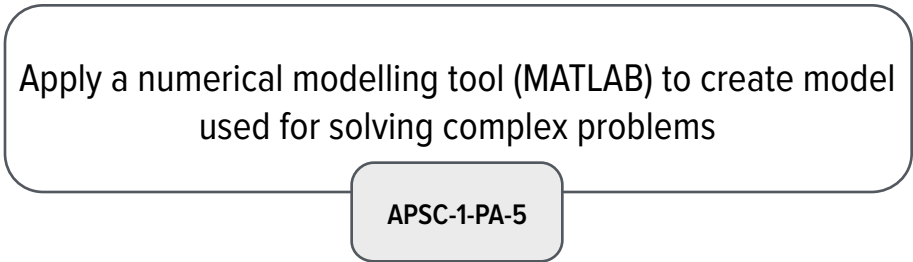 Apply a numerical modelling tool (MATLAB) to create model
used for solving complex problems
APSC-1-PA-5